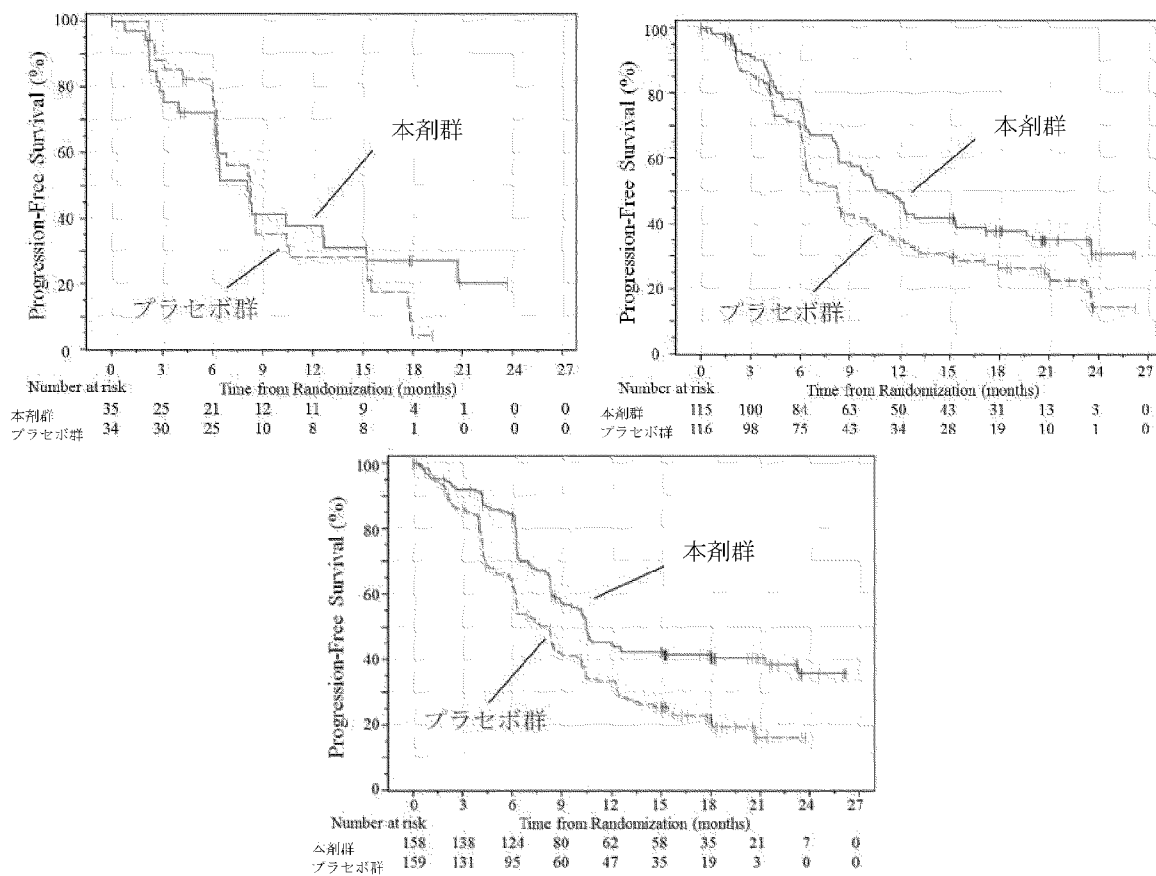 Progression-Free Survival (%)
100
80
60
40
20
0
本剤群
プラセボ群
0 3 6 9 12 15 18 21 24 27
Number at risk
Time from Randomization (months)
本剤群 35 25 21 12 11 9 4 1 0 0
プラセボ群 34 30 25 10 8 8 1 0 0 0
Progression-Free Survival (%)
100
80
60
40
20
0
本剤群
プラセボ群
0 3 6 9 12 15 18 21 24 27
Number at risk
Time from Randomization (months)
本剤群 115 100 84 63 50 43 31 13 3 0
プラセボ群 116 98 75 43 34 28 19 10 1 0
Progression-Free Survival (%)
100
80
60
40
20
0
本剤群
プラセボ群
0 3 6 9 12 15 18 21 24 27
Number at risk
Time from Randomization (months)
本剤群 158 138 124 80 62 58 35 21 7 0
プラセボ群 159 131 95 60 47 35 19 3 0 0